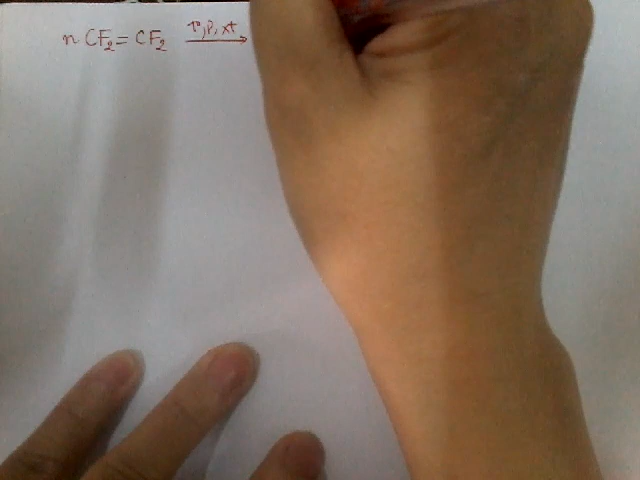 n CF₂ = CF₂ t°, p, xt →